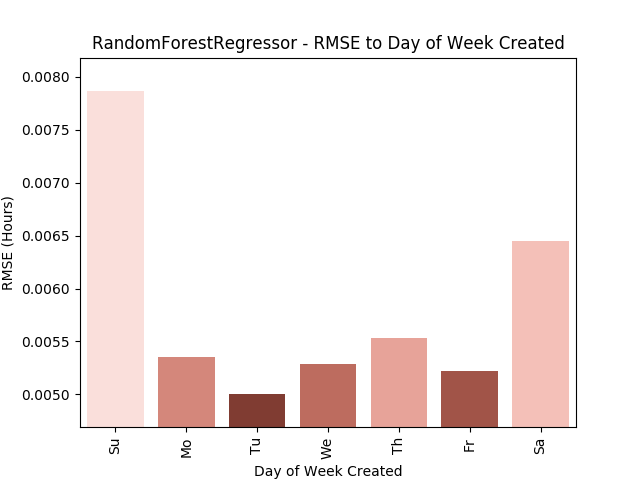 RandomForestRegressor - RMSE to Day of Week Created
0.0080
0.0075
0.0070
0.0065
0.0060
0.0055
0.0050
RMSE (Hours)
Su
Mo
Tu
We
Th
Fr
Sa
Day of Week Created